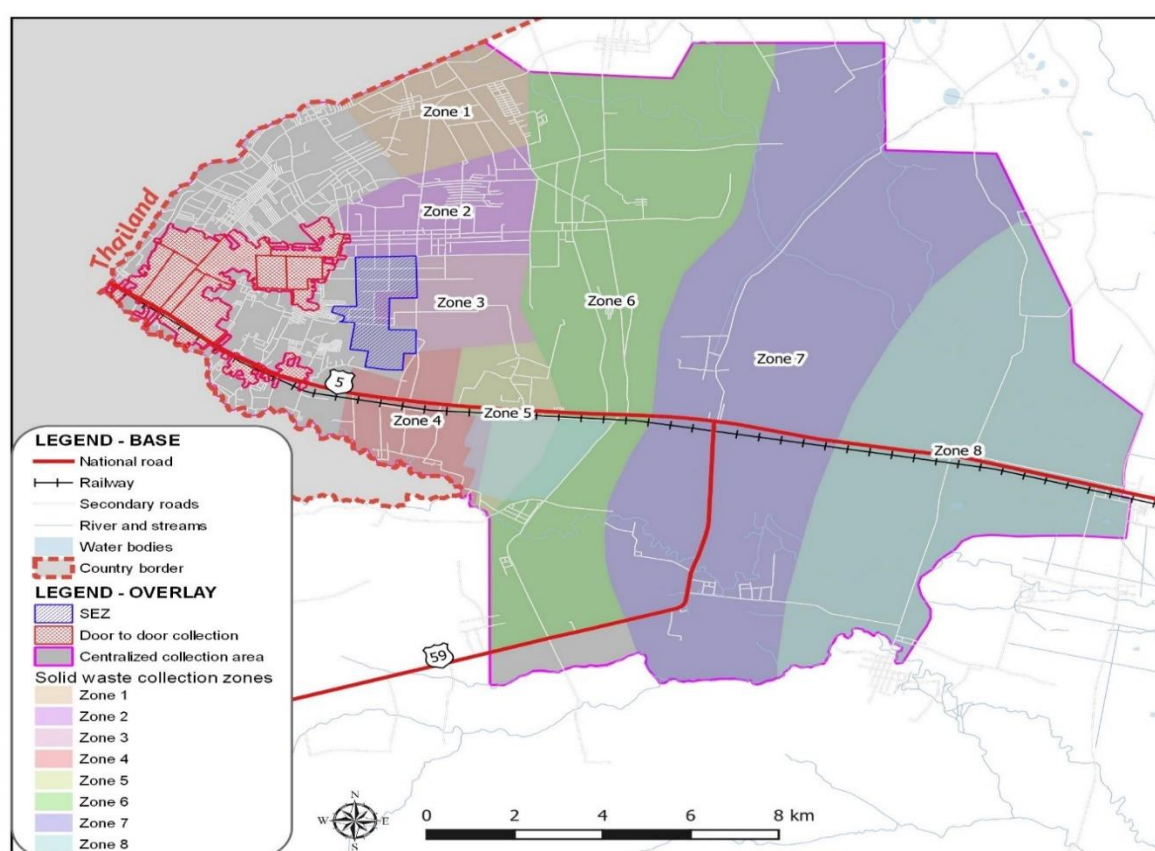 Zone 1
Thailand
Zone 2
Zone 3
Zone 6
Zone 7
5
Zone 4
Zone 5
Zone 8
59
LEGEND - BASE
National road
Railway
Secondary roads
River and streams
Water bodies
Country border
LEGEND - OVERLAY
SEZ
Door to door collection
Centralized collection area
Solid waste collection zones
Zone 1
Zone 2
Zone 3
Zone 4
Zone 5
Zone 6
Zone 7
Zone 8
N
W E
S
0 2 4 6 8 km